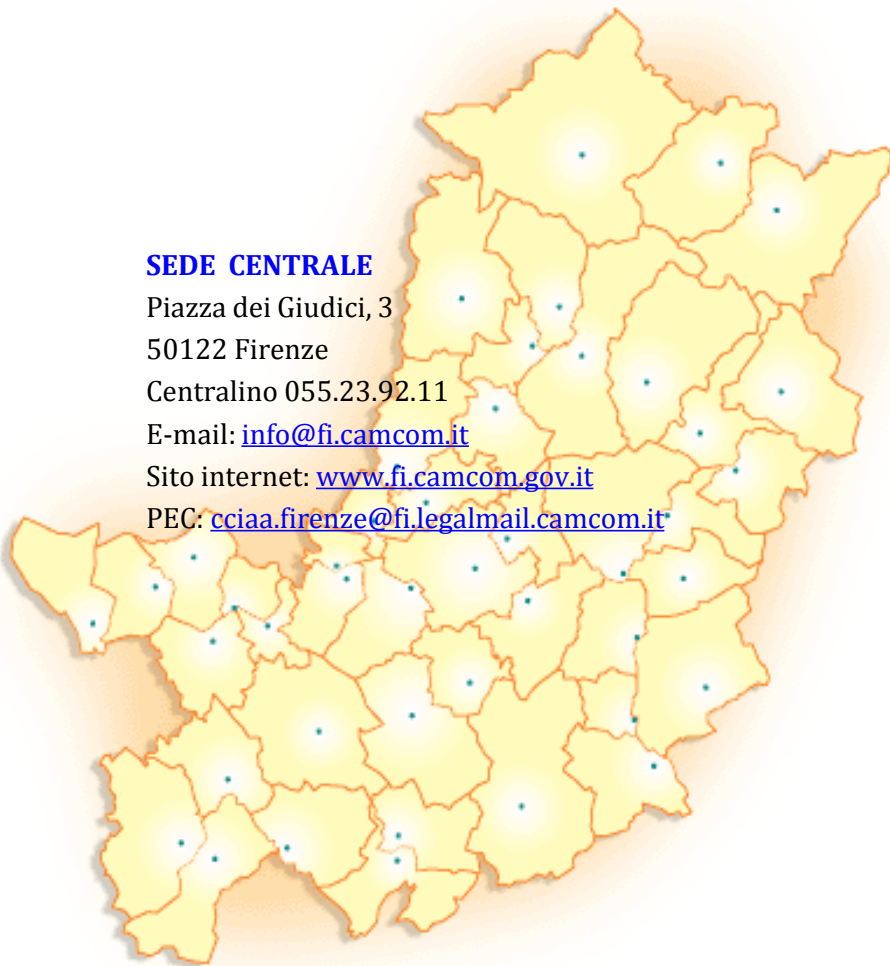 SEDE CENTRALE
Piazza dei Giudici, 3
50122 Firenze
Centralino 055.23.92.11
E-mail: info@fi.camcom.it
Sito internet: www.fi.camcom.gov.it
PEC: cciaa.firenze@fi.legalmail.camcom.it